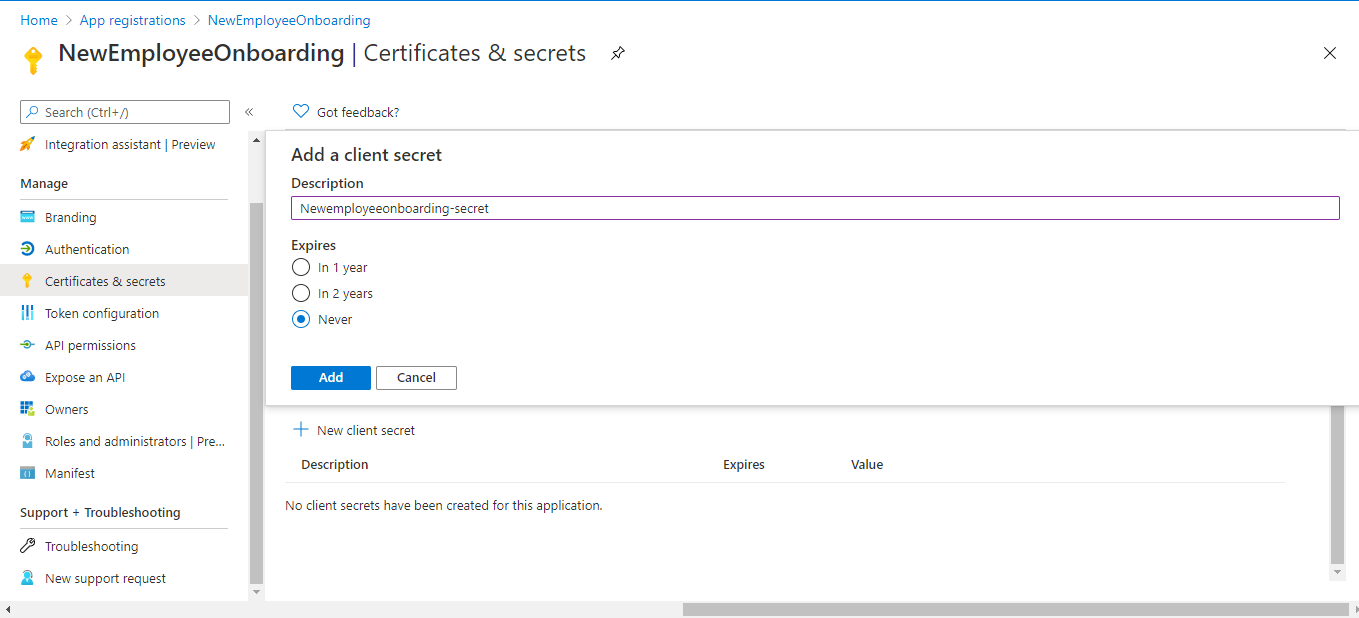 Home > App registrations > NewEmployeeOnboarding
NewEmployeeOnboarding | Certificates & secrets
Search (Ctrl+/)
«
Integration assistant | Preview
Manage
Branding
Authentication
Certificates & secrets
Token configuration
API permissions
Expose an API
Owners
Roles and administrators | Pre...
Manifest
Support + Troubleshooting
Troubleshooting
New support request
Got feedback?
Add a client secret
Description
Newemployeeonboarding-secret
Expires
In 1 year
In 2 years
Never
Add Cancel
New client secret
Description Expires Value
No client secrets have been created for this application.